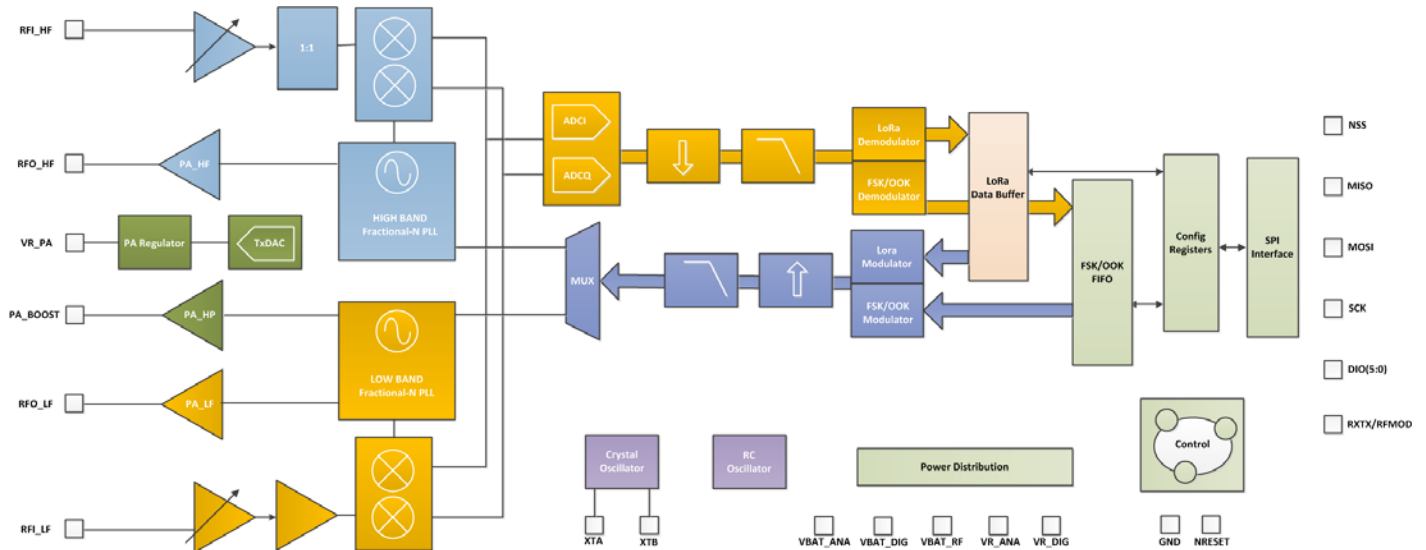 RFI_HF
1:1
RFO_HF
PA_HF
HIGH BAND
Fractional-N PLL
VR_PA
PA Regulator
TxDAC
PA_BOOST
PA_HP
RFO_LF
PA_LF
LOW BAND
Fractional-N PLL
RFI_LF
ADCI
ADCQ
MUX
LoRa
Demodulator
FSK/OOK
Demodulator
Lora
Modulator
FSK/OOK
Modulator
LoRa
Data Buffer
FSK/OOK
FIFO
Config
Registers
SPI
Interface
NSS
MISO
MOSI
SCK
DIO(5:0)
RXTX/RFMOD
Crystal
Oscillator
RC
Oscillator
Power Distribution
Control
XTA
XTB
VBAT_ANA
VBAT_DIG
VBAT_RF
VR_ANA
VR_DIG
GND
NRESET